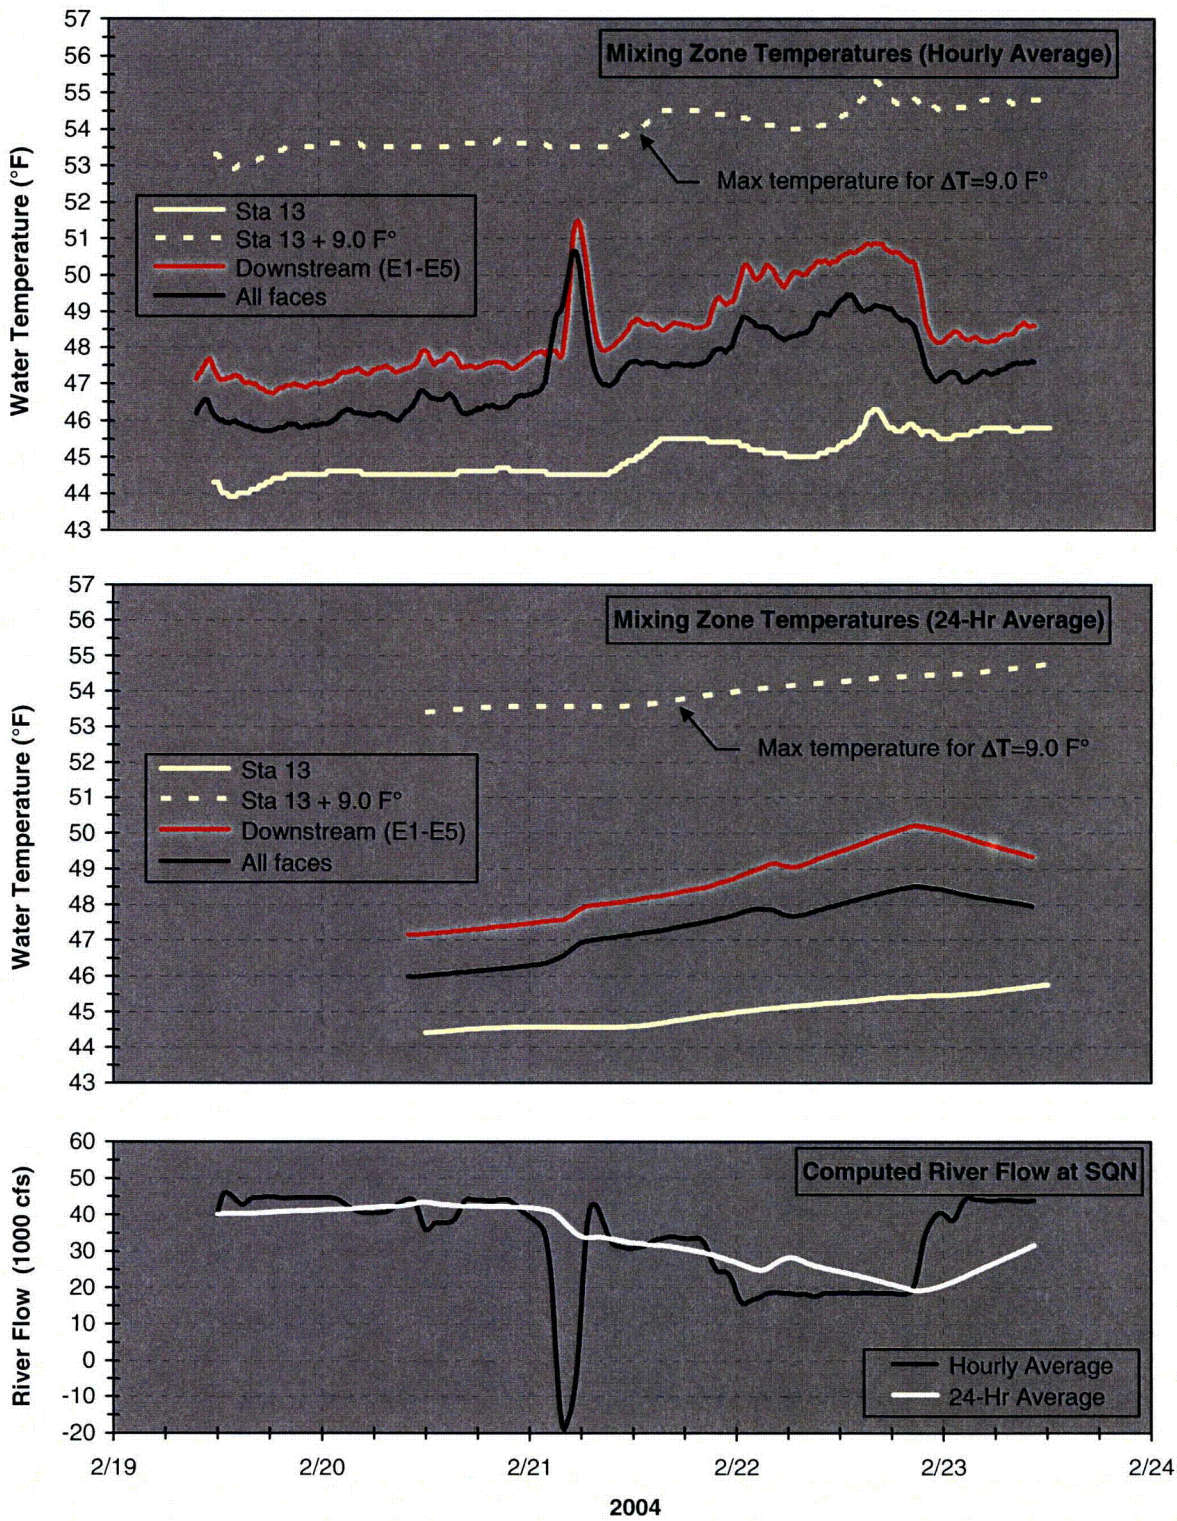 57
Mixing Zone Temperatures (Hourly Average)
56
55
54
53
Max temperature for ΔT=9.0 F°
52
Sta 13
51
Sta 13 + 9.0 F°
50
Downstream (E1-E5)
49
All faces
48
47
46
45
44
43
Water Temperature (°F)
57
Mixing Zone Temperatures (24-Hr Average)
56
55
54
53
Max temperature for ΔT=9.0 F°
52
Sta 13
51
Sta 13 + 9.0 F°
50
Downstream (E1-E5)
49
All faces
48
47
46
45
44
43
Water Temperature (°F)
60
Computed River Flow at SQN
50
40
30
20
10
0
Hourly Average
-10
24-Hr Average
-20
River Flow (1000 cfs)
2/19 2/20 2/21 2/22 2/23 2/24
2004